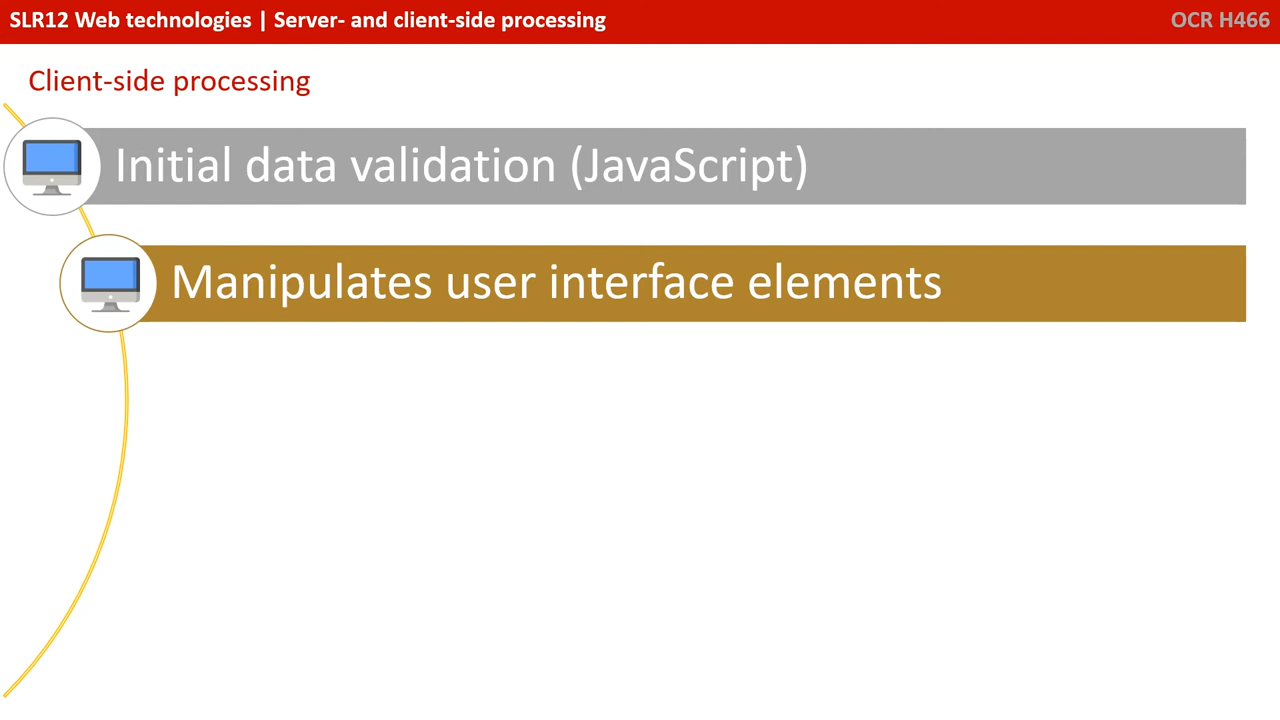 SLR12 Web technologies | Server- and client-side processing
OCR H466
Client-side processing
Initial data validation (JavaScript)
Manipulates user interface elements